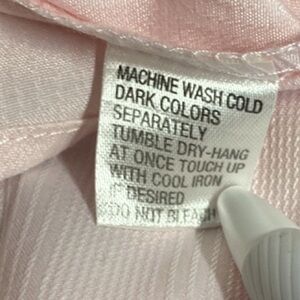 MACHINE WASH COLD
DARK COLORS
SEPARATELY
TUMBLE DRY-HANG
AT ONCE TOUCH UP
WITH COOL IRON
IF DESIRED
DO NOT BLEACH